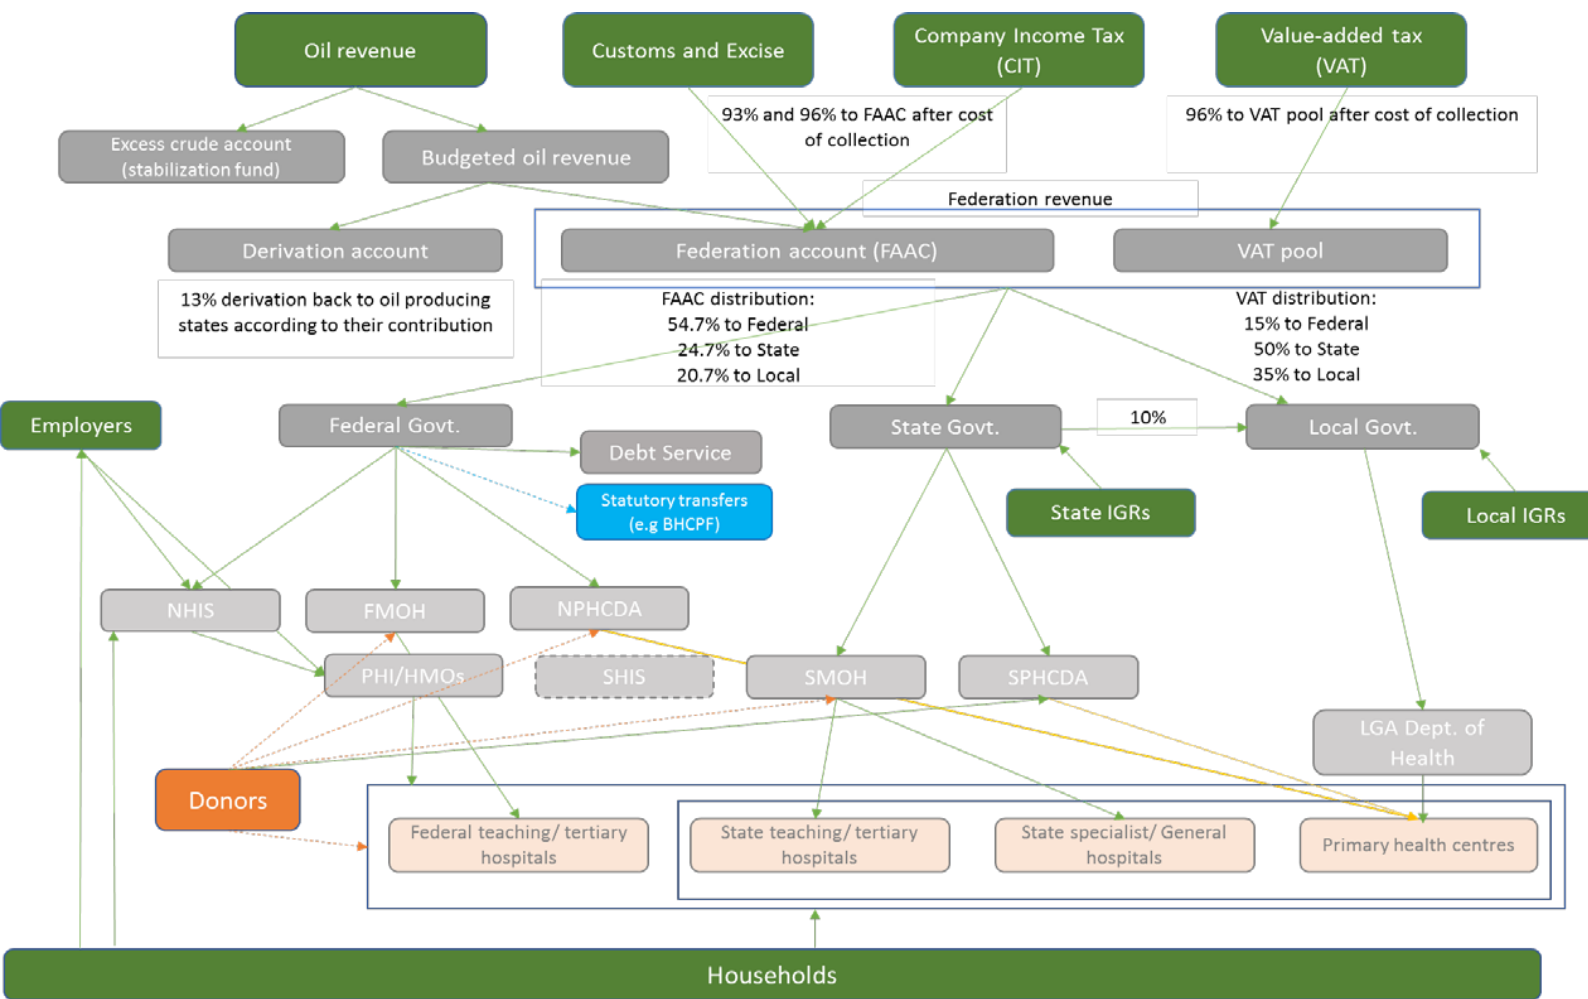 Oil revenue
Customs and Excise
Company Income Tax
(CIT)
Value-added tax
(VAT)
93% and 96% to FAAC after cost
of collection
96% to VAT pool after cost of collection
Excess crude account
(stabilization fund)
Budgeted oil revenue
Federation revenue
Derivation account
Federation account (FAAC)
VAT pool
13% derivation back to oil producing
states according to their contribution
FAAC distribution:
54.7% to Federal
24.7% to State
20.7% to Local
VAT distribution:
15% to Federal
50% to State
35% to Local
Employers
Federal Govt.
State Govt.
10%
Local Govt.
Debt Service
Statutory transfers
(e.g BHCPF)
State IGRs
Local IGRs
NHIS
FMOH
NPHCDA
PHI/HMOs
SHIS
SMOH
SPHCDA
LGA Dept. of
Health
Donors
Federal teaching/ tertiary
hospitals
State teaching/ tertiary
hospitals
State specialist/ General
hospitals
Primary health centres
Households